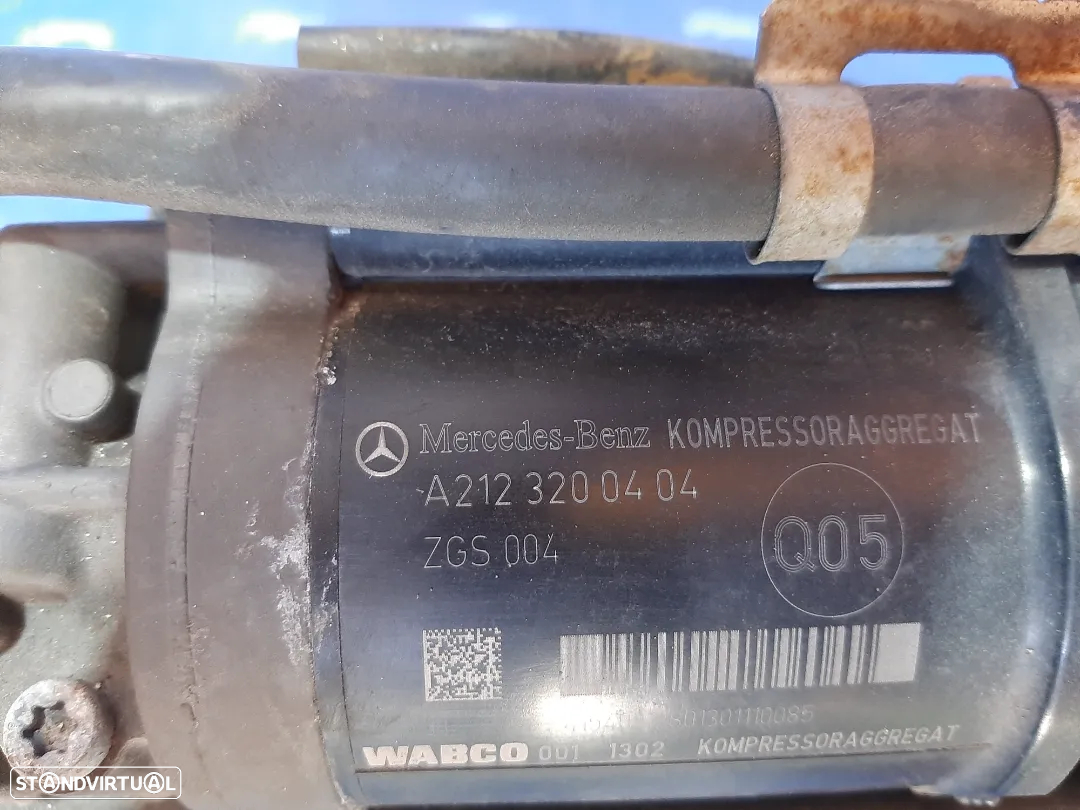 Mercedes-Benz KOMPRESSORAGGREGAT
A212 320 04 04
ZGS 004
Q05
WABCO 001 1302 KOMPRESSORAGGREGAT
STANDVIRTUAL